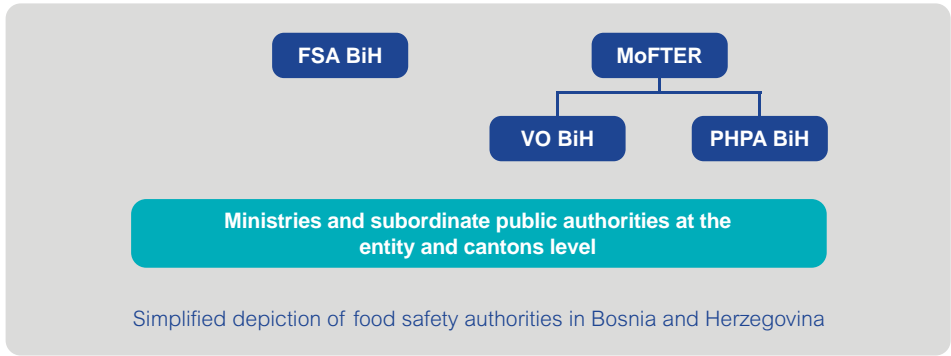 FSA BiH
MoFTER
VO BiH
PHPA BiH
Ministries and subordinate public authorities at the
entity and cantons level
Simplified depiction of food safety authorities in Bosnia and Herzegovina